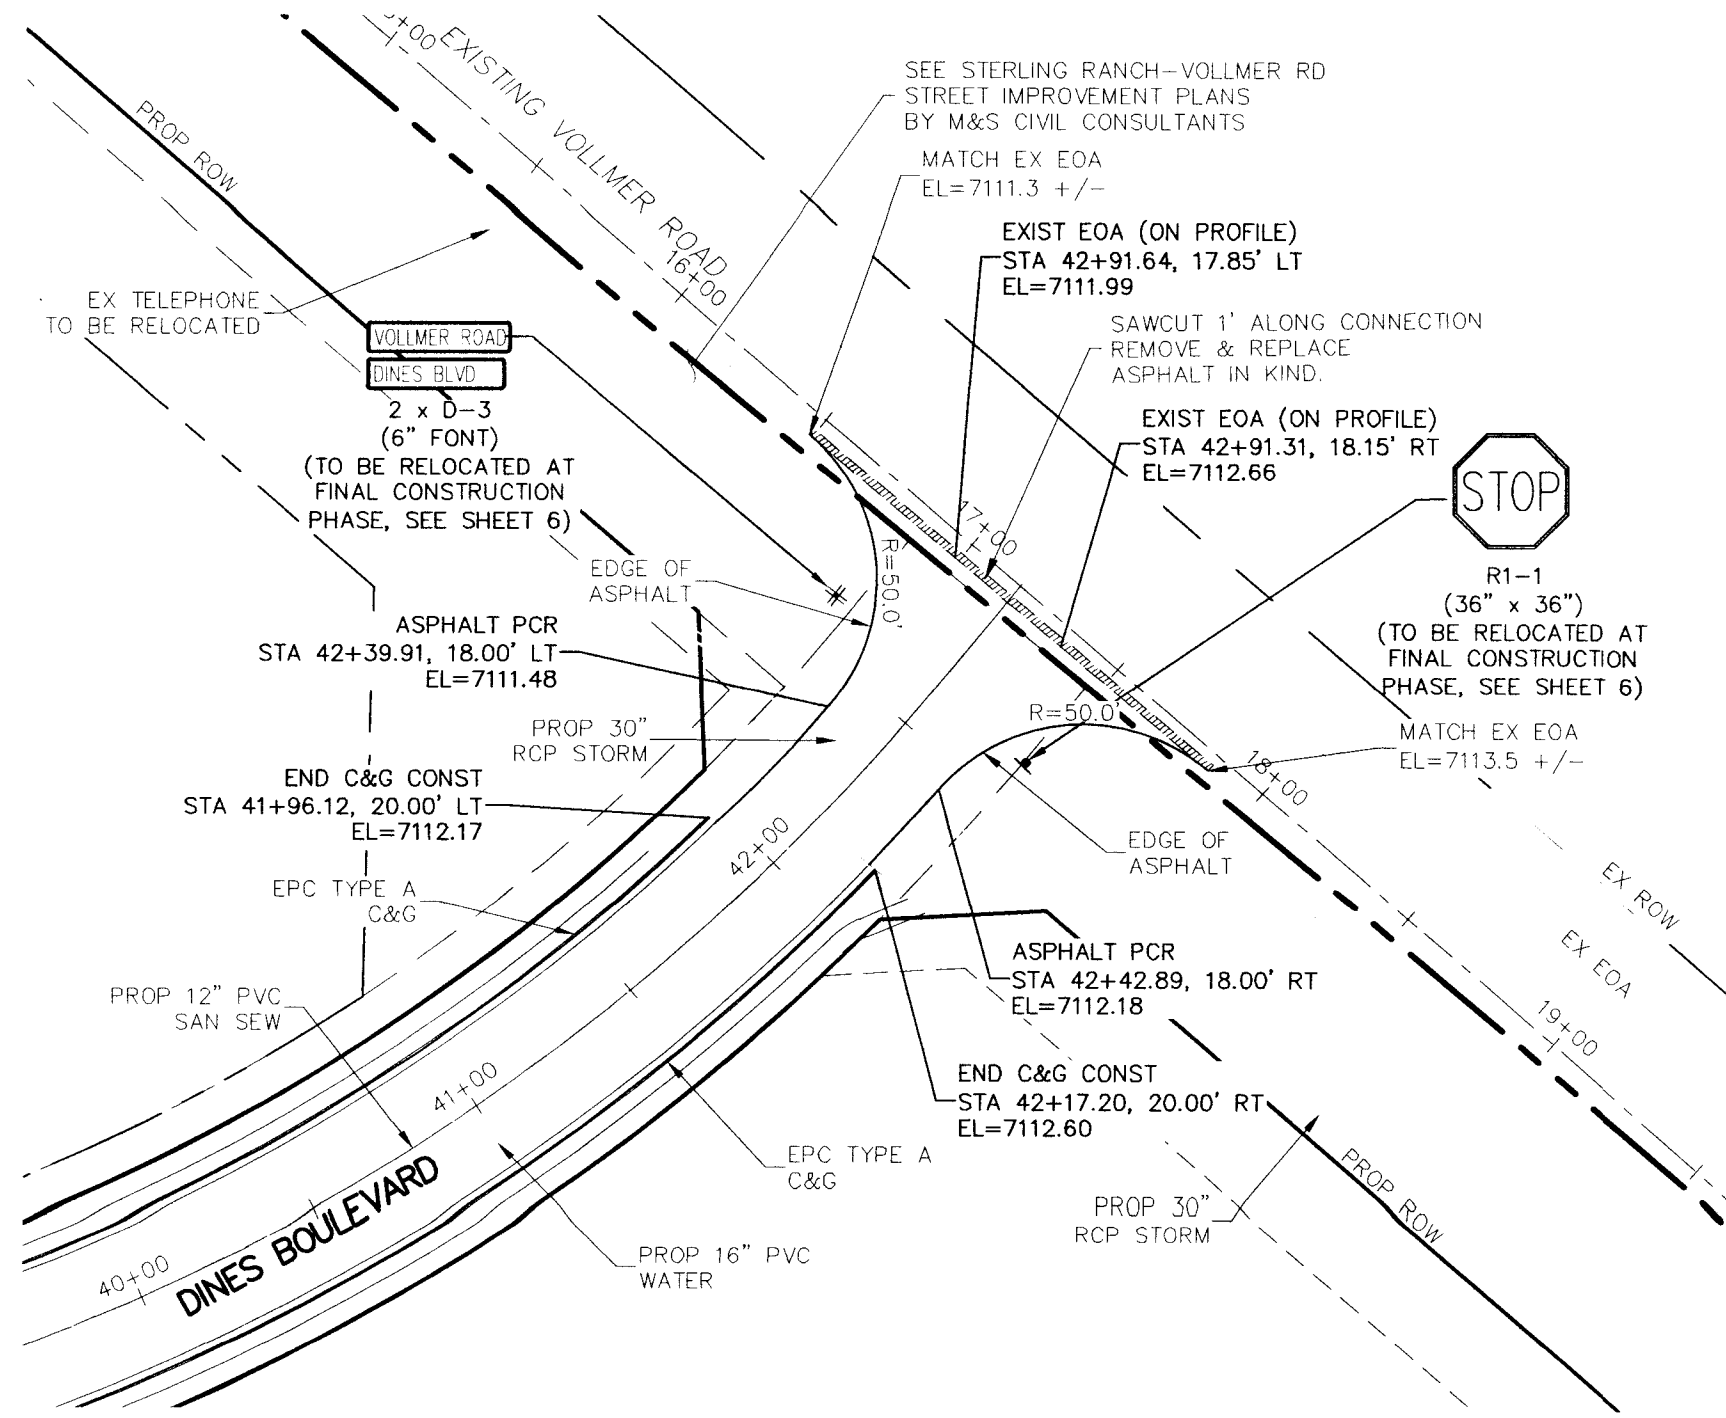 +00
EXISTING VOLLMER ROAD
SEE STERLING RANCH-VOLLMER RD
STREET IMPROVEMENT PLANS
BY M&S CIVIL CONSULTANTS
MATCH EX EOA
EL=7111.3 +/-
PROP ROW
EXIST EOA (ON PROFILE)
STA 42+91.64, 17.85' LT
EL=7111.99
16+00
EX TELEPHONE
TO BE RELOCATED
SAWCUT 1' ALONG CONNECTION
REMOVE & REPLACE
ASPHALT IN KIND.
VOLLMER ROAD
DINES BLVD
2 x D-3
(6" FONT)
(TO BE RELOCATED AT
FINAL CONSTRUCTION
PHASE, SEE SHEET 6)
EXIST EOA (ON PROFILE)
STA 42+91.31, 18.15' RT
EL=7112.66
STOP
R1-1
(36" x 36")
(TO BE RELOCATED AT
FINAL CONSTRUCTION
PHASE, SEE SHEET 6)
17+00
EDGE OF
ASPHALT
R=50.0'
ASPHALT PCR
STA 42+39.91, 18.00' LT
EL=7111.48
R=50.0'
PROP 30"
RCP STORM
MATCH EX EOA
EL=7113.5 +/-
18+00
END C&G CONST
STA 41+96.12, 20.00' LT
EL=7112.17
42+00
EDGE OF
ASPHALT
EPC TYPE A
C&G
EX ROW
EX EOA
ASPHALT PCR
STA 42+42.89, 18.00' RT
EL=7112.18
PROP 12" PVC
SAN SEW
19+00
41+00
END C&G CONST
STA 42+17.20, 20.00' RT
EL=7112.60
EPC TYPE A
C&G
PROP ROW
PROP 30"
RCP STORM
DINES BOULEVARD
PROP 16" PVC
WATER
40+00